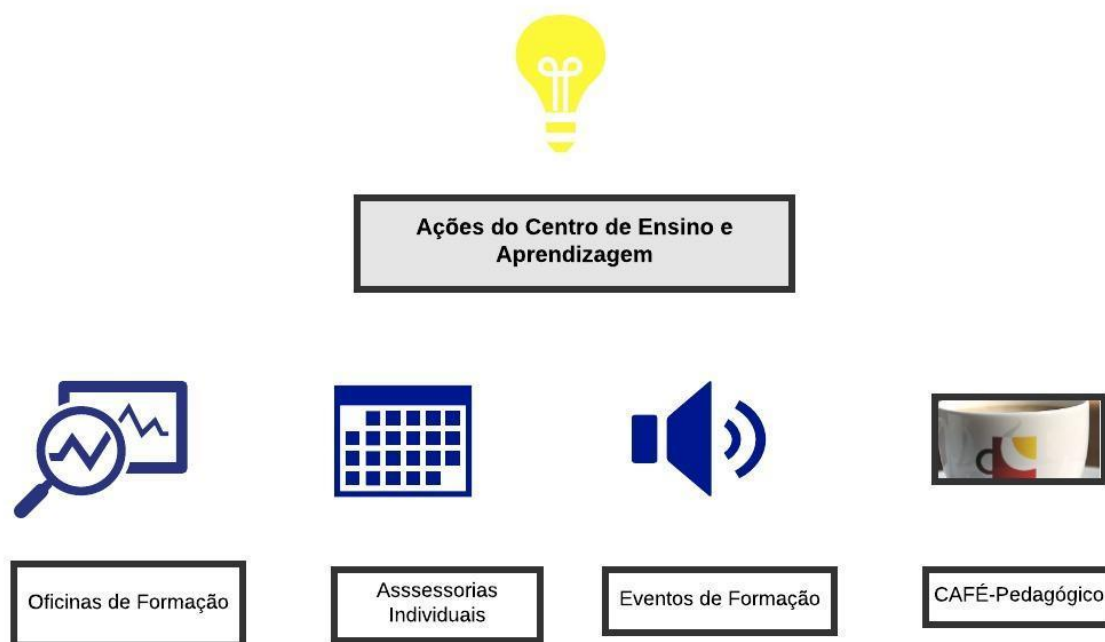 Ações do Centro de Ensino e
Aprendizagem
Oficinas de Formação
Asssessorias
Individuais
Eventos de Formação
CAFÉ-Pedagógico